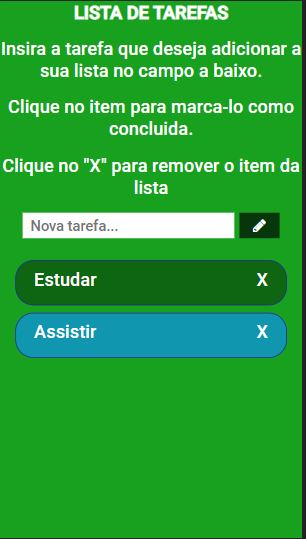 LISTA DE TAREFAS
Insira a tarefa que deseja adicionar a
sua lista no campo a baixo.
Clique no item para marca-lo como
concluida.
Clique no "X" para remover o item da
lista
Nova tarefa...
Estudar X
Assistir X